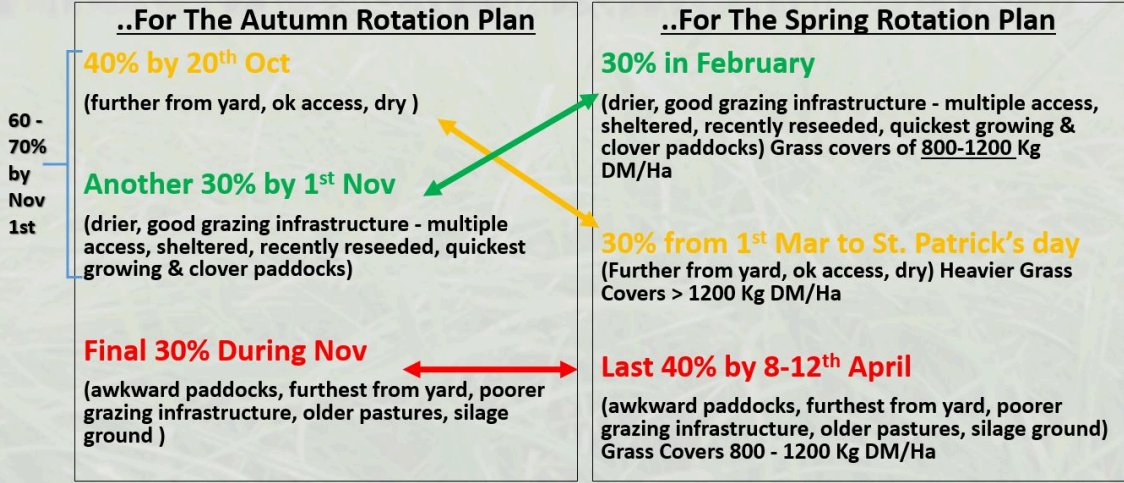 ..For The Autumn Rotation Plan
40% by 20th Oct
(further from yard, ok access, dry )
60 -
70%
by
Nov
1st
Another 30% by 1st Nov
(drier, good grazing infrastructure - multiple
access, sheltered, recently reseeded, quickest
growing & clover paddocks)
Final 30% During Nov
(awkward paddocks, furthest from yard, poorer
grazing infrastructure, older pastures, silage
ground )
..For The Spring Rotation Plan
30% in February
(drier, good grazing infrastructure - multiple access,
sheltered, recently reseeded, quickest growing &
clover paddocks) Grass covers of 800-1200 Kg
DM/Ha
30% from 1st Mar to St. Patrick's day
(Further from yard, ok access, dry) Heavier Grass
Covers > 1200 Kg DM/Ha
Last 40% by 8-12th April
(awkward paddocks, furthest from yard, poorer
grazing infrastructure, older pastures, silage ground)
Grass Covers 800 - 1200 Kg DM/Ha